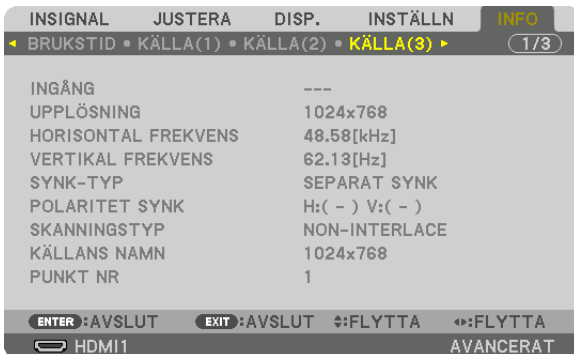 INSIGNAL JUSTERA DISP. INSTÄLLN INFO
◂ BRUKSTID • KÄLLA(1) • KÄLLA(2) • KÄLLA(3) ▸ 1/3
INGÅNG ---
UPPLÖSNING 1024x768
HORISONTAL FREKVENS 48.58[kHz]
VERTIKAL FREKVENS 62.13[Hz]
SYNK-TYP SEPARAT SYNK
POLARITET SYNK H:( - ) V:( - )
SKANNINGSTYP NON-INTERLACE
KÄLLANS NAMN 1024x768
PUNKT NR 1
ENTER :AVSLUT EXIT :AVSLUT :FLYTTA :FLYTTA
HDMI1 AVANCERAT